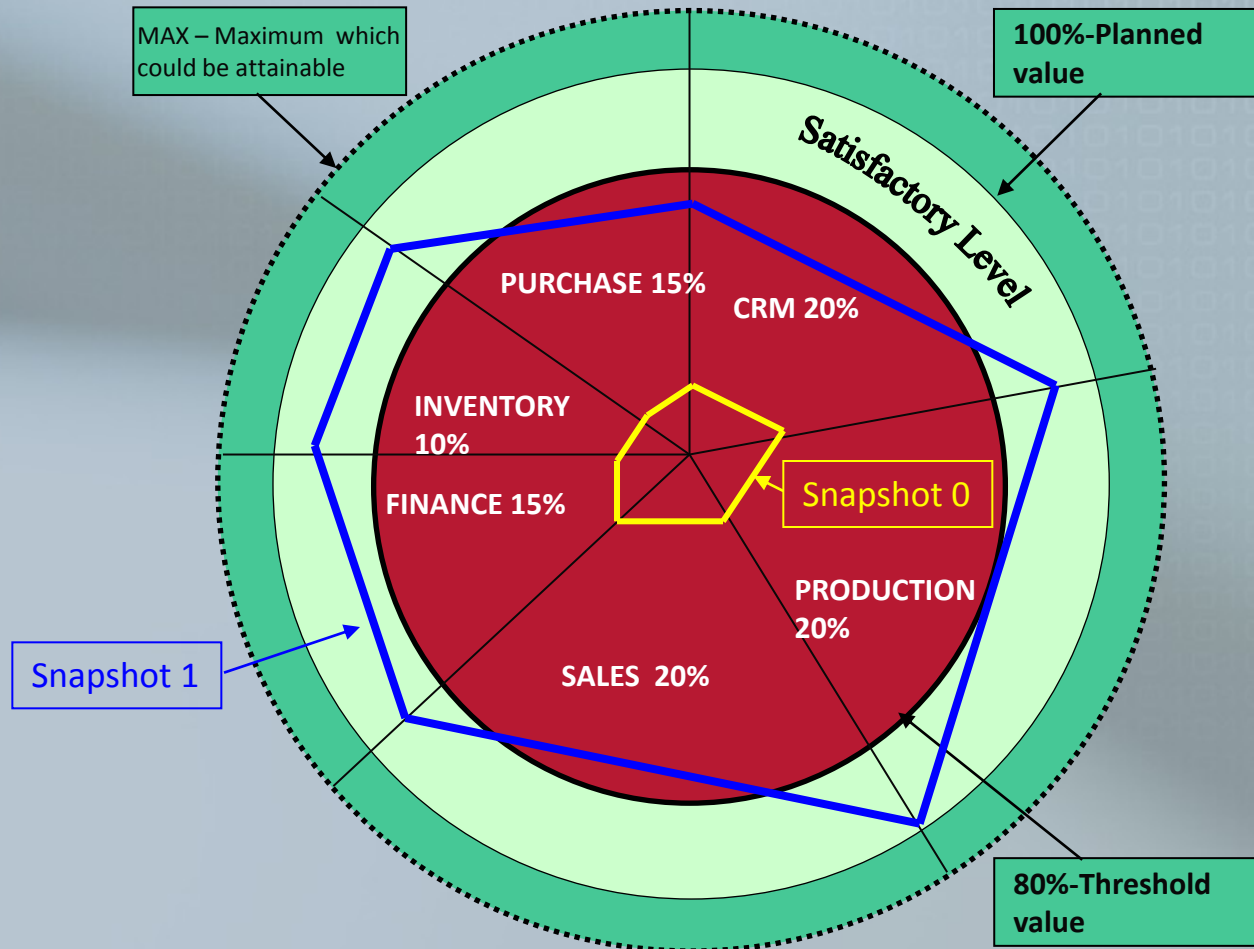 MAX – Maximum which
could be attainable
100%-Planned
value
Satisfactory Level
PURCHASE 15%
CRM 20%
INVENTORY
10%
FINANCE 15%
Snapshot 0
PRODUCTION
20%
Snapshot 1
SALES 20%
80%-Threshold
value